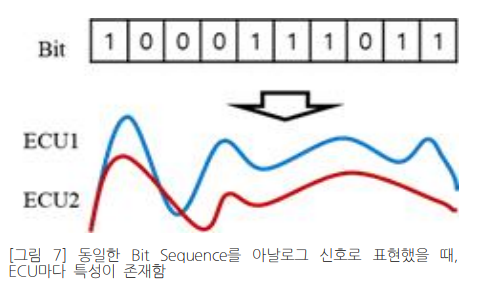 Bit 1 0 0 0 1 1 1 0 1 1
ECU1
ECU2
[그림 7] 동일한 Bit Sequence를 아날로그 신호로 표현했을 때,
ECU마다 특성이 존재함